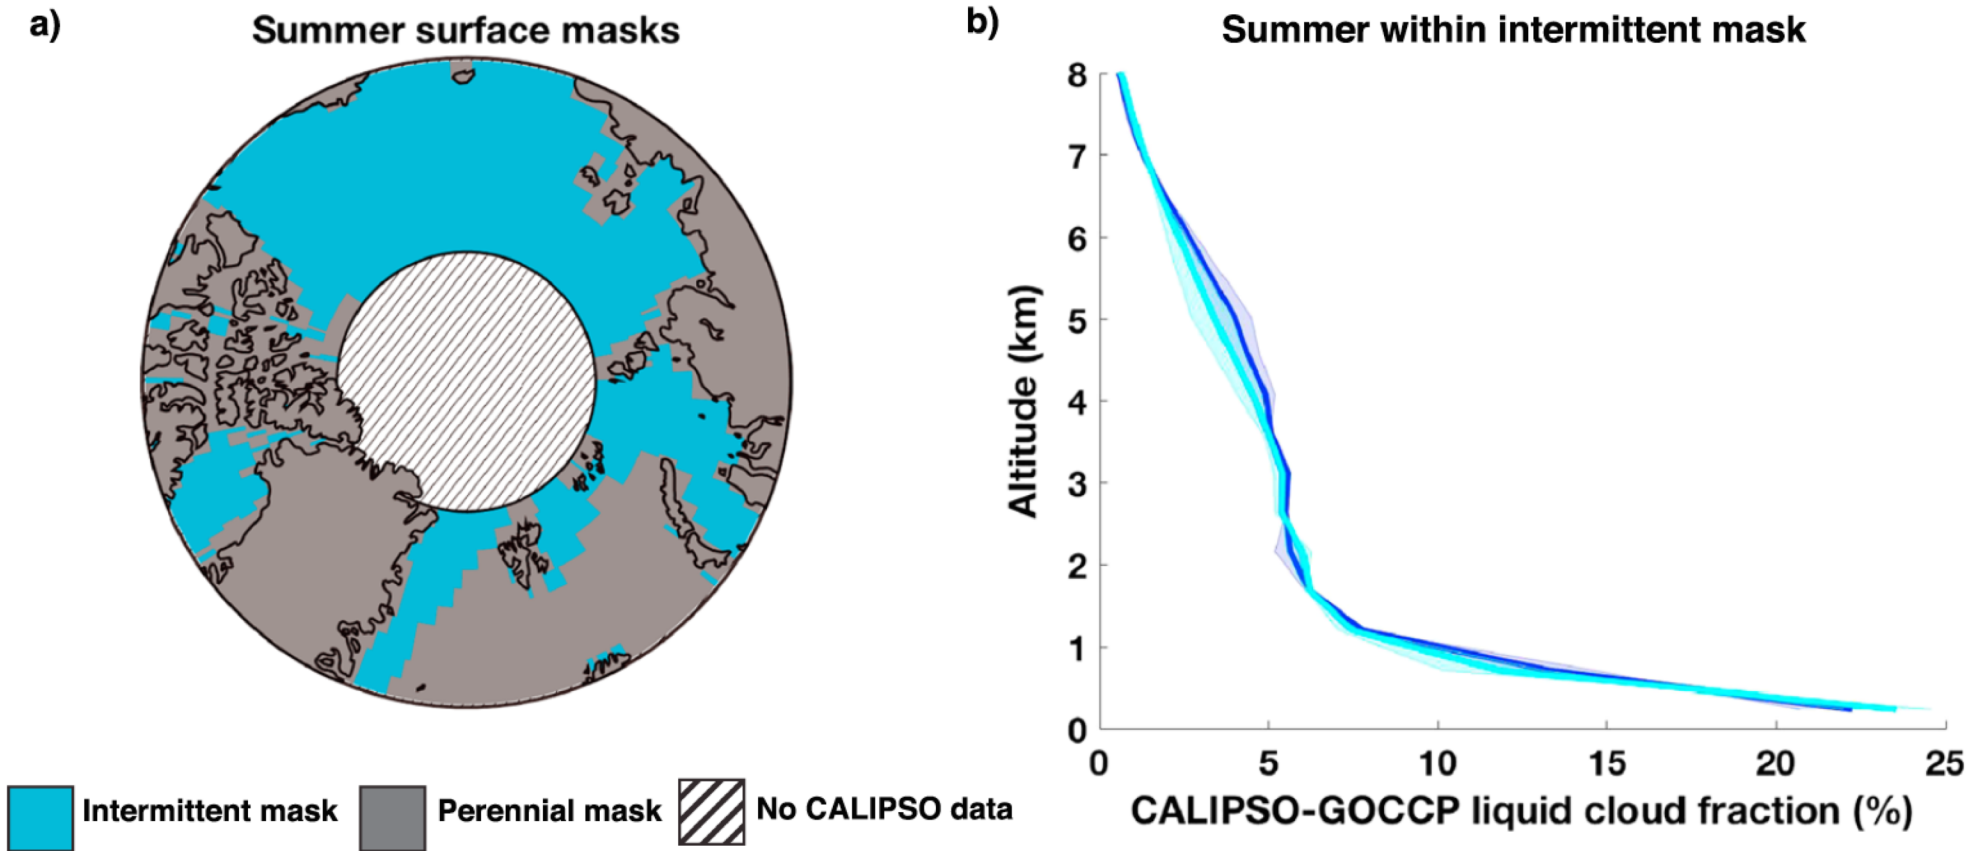 a)
Summer surface masks
Intermittent mask
Perennial mask
No CALIPSO data
b)
Summer within intermittent mask
Altitude (km)
8
7
6
5
4
3
2
1
0
0 5 10 15 20 25
CALIPSO-GOCCP liquid cloud fraction (%)